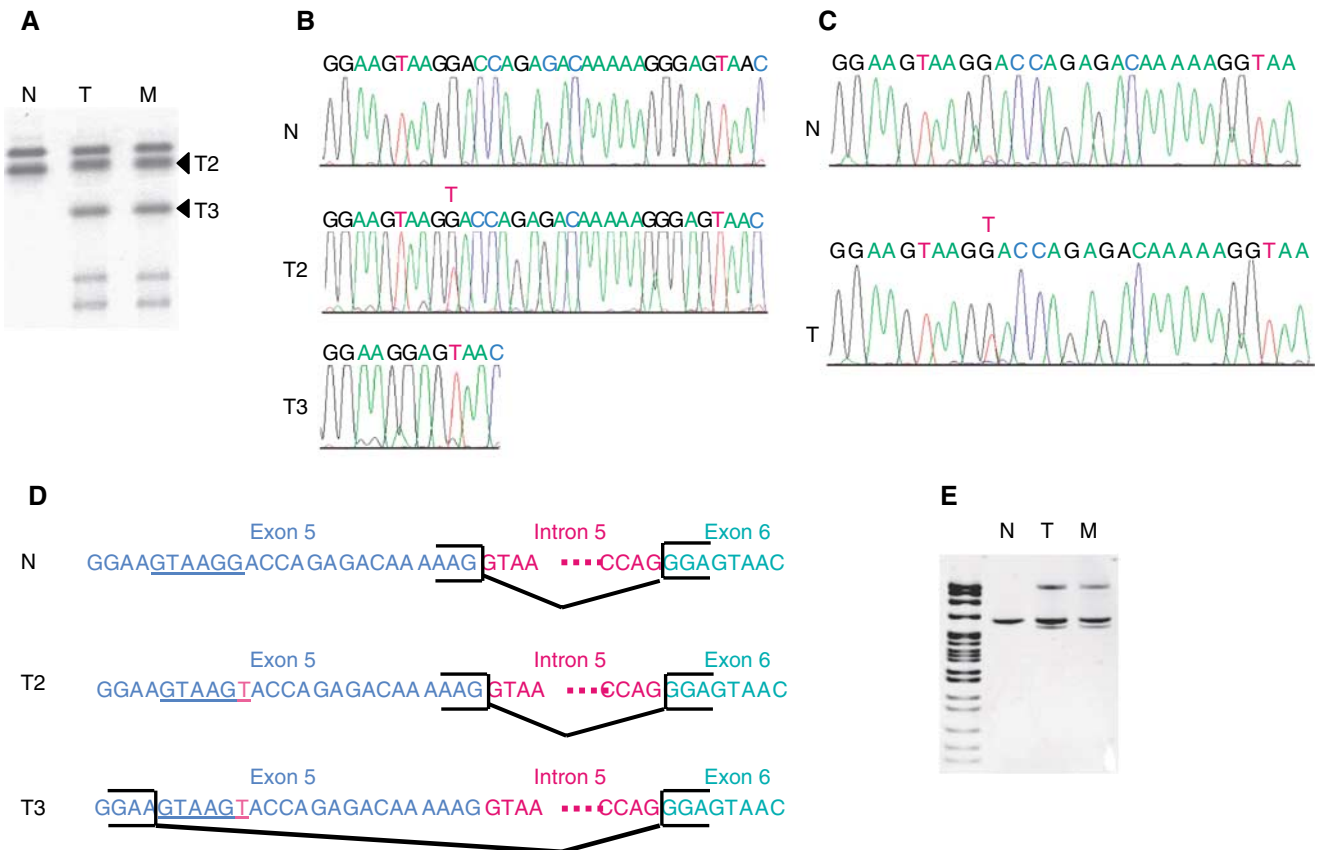 A
N T M
T2
T3
B
GGAAGTAAGGACCAGAGACAAAAAGGGAGTAAC
N
T
GGAAGTAAGGACCAGAGACAAAAAGGGAGTAAC
T2
GGAAGGAGTAAC
T3
C
GGAAGTAAGGACCAGAGACAAAAAGGTAA
N
T
GGAAGTAAGGACCAGAGACAAAAAGGTAA
T
D
Exon 5 Intron 5 Exon 6
N GGAAGTAAGGACCAGAGACAAAAAGGTAA CCAGGGAGTAAC
Exon 5 Intron 5 Exon 6
T2 GGAAGTAAGTACCAGAGACAAAAAGGTAA CCAGGGAGTAAC
Exon 5 Intron 5 Exon 6
T3 GGAAGTAAGTACCAGAGACAAAAAGGTAA CCAGGGAGTAAC
E
N T M